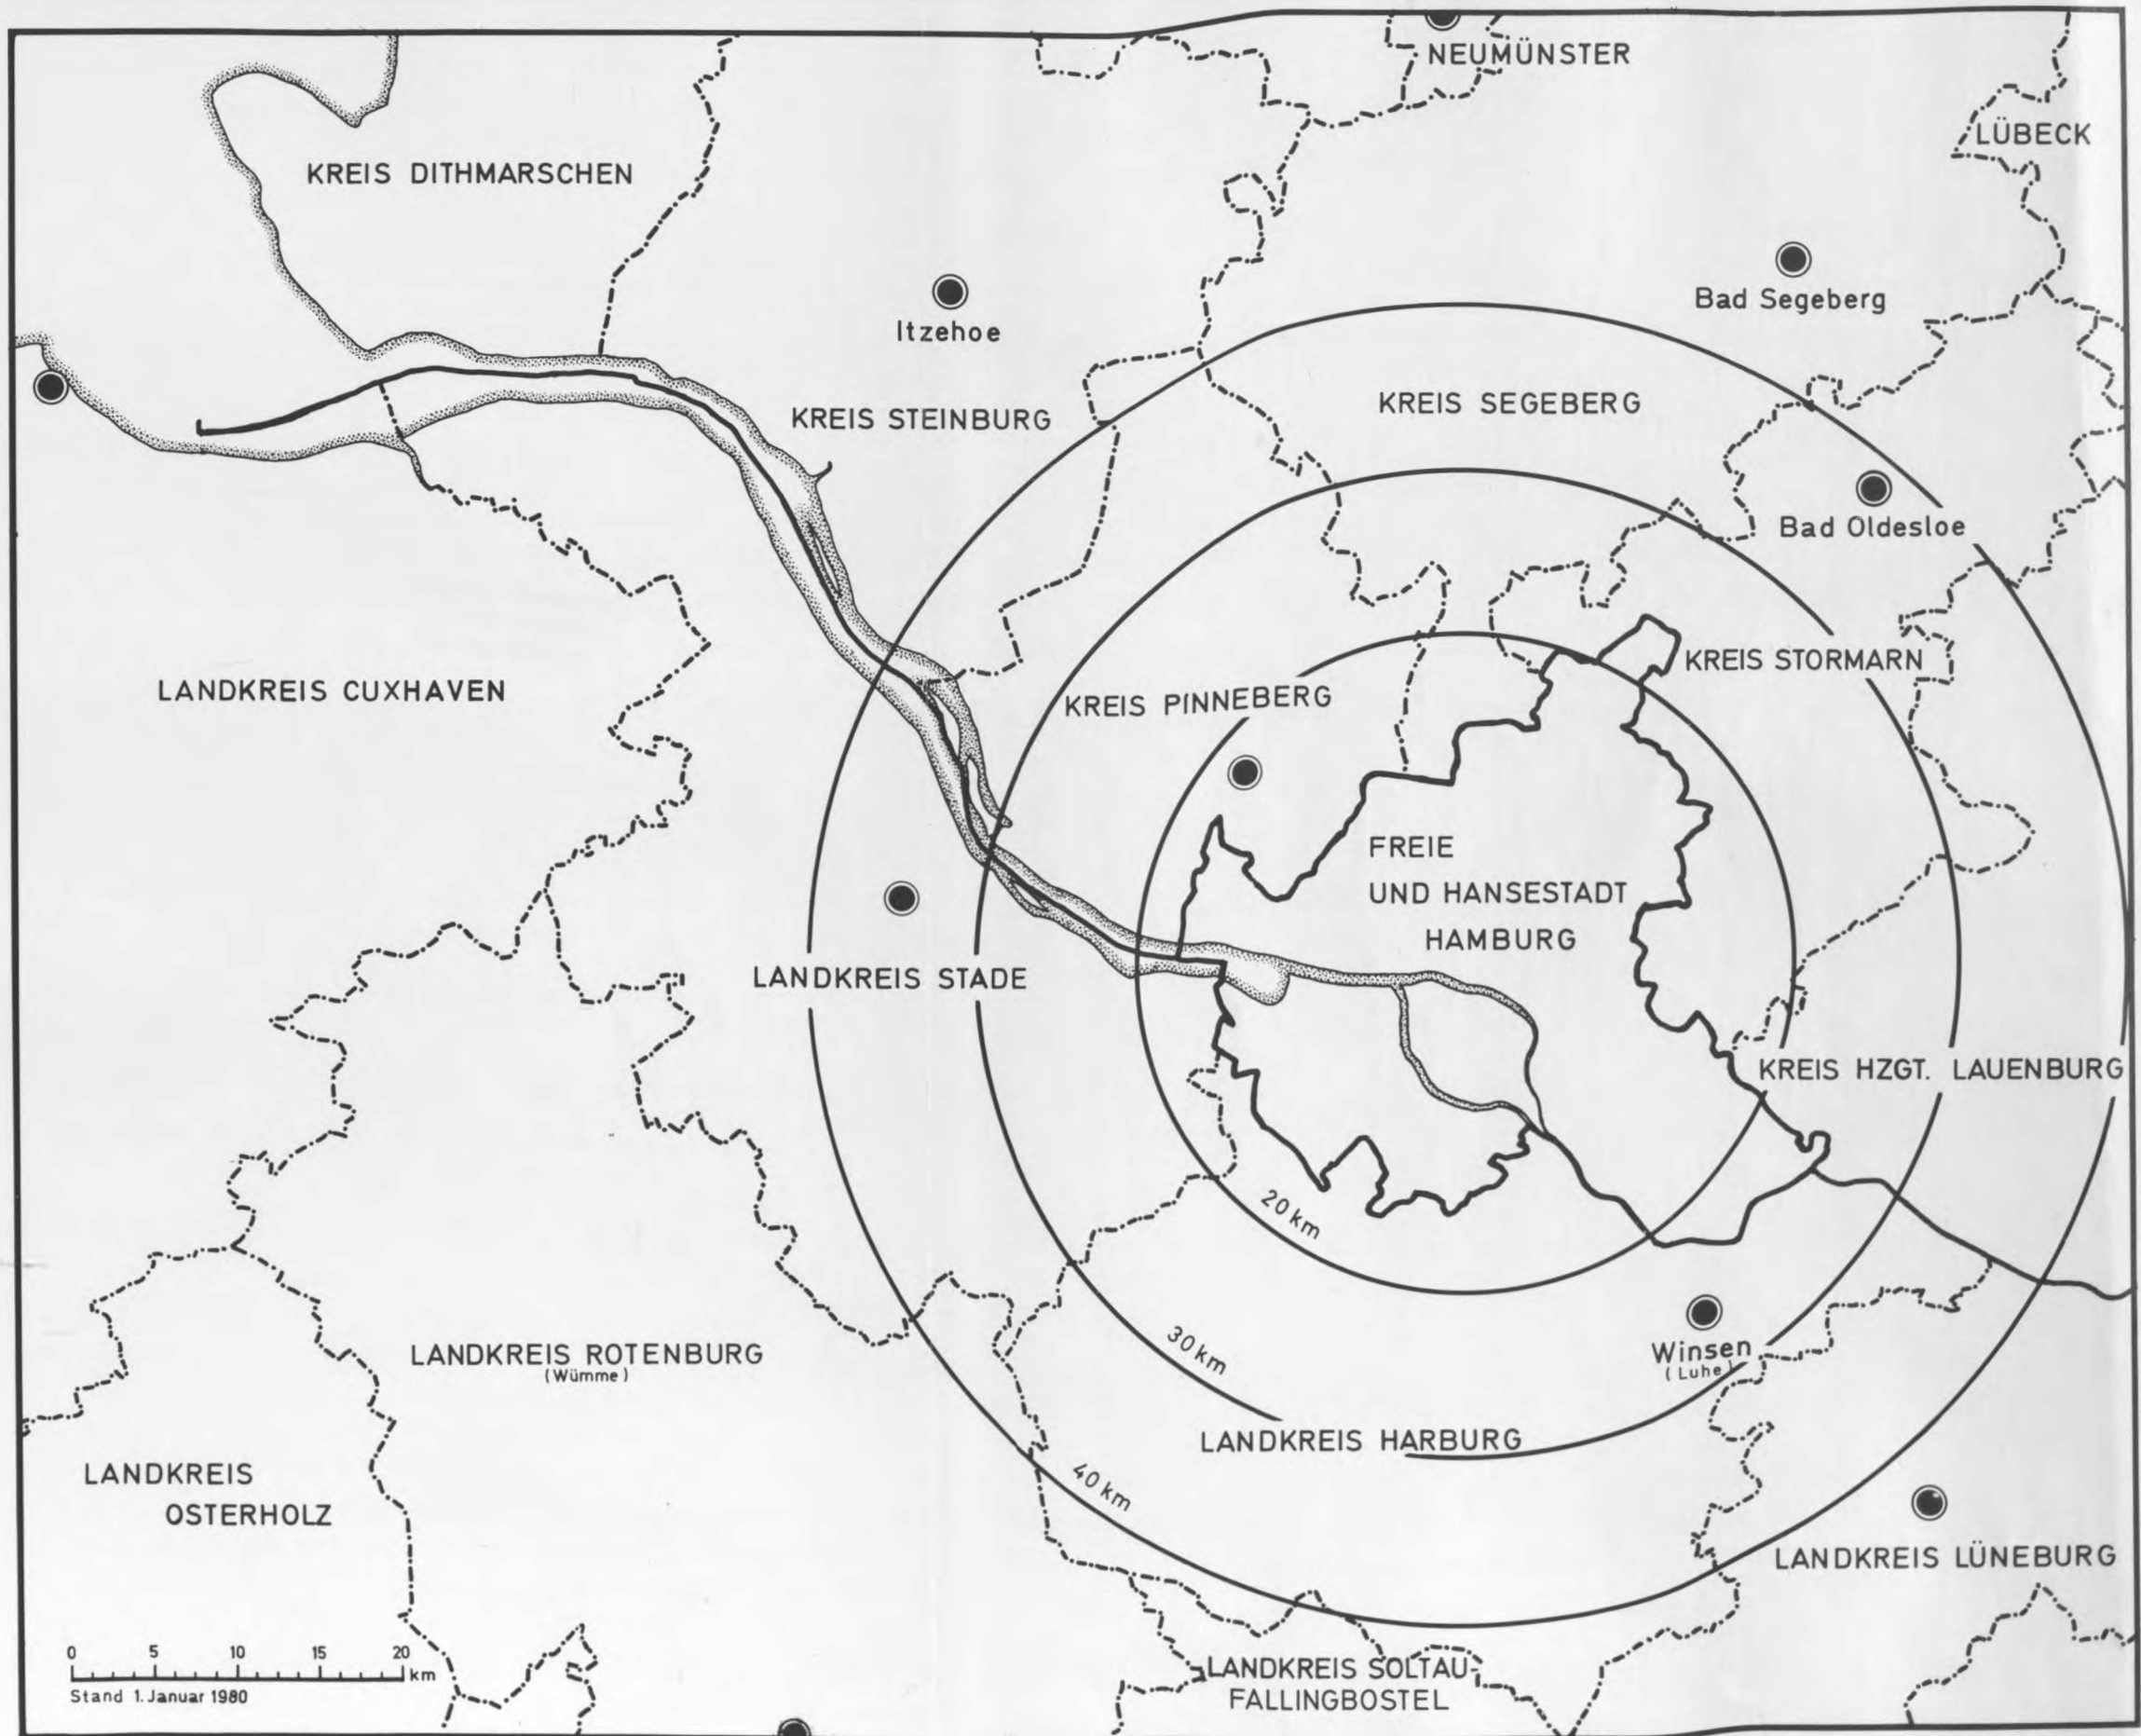 NEUMÜNSTER
LÜBECK
KREIS DITHMARSCHEN
Bad Segeberg
Itzehoe
KREIS SEGEBERG
KREIS STEINBURG
Bad Oldesloe
KREIS STORMARN
LANDKREIS CUXHAVEN
KREIS PINNEBERG
FREIE
UND HANSESTADT
HAMBURG
LANDKREIS STADE
KREIS HZGT. LAUENBURG
20 km
30 km
Winsen
(Luhe)
LANDKREIS ROTENBURG
(Wümme)
LANDKREIS HARBURG
40 km
LANDKREIS
OSTERHOLZ
LANDKREIS LÜNEBURG
LANDKREIS SOLTAU-
FALLINGBOSTEL
0 5 10 15 20
km
Stand 1. Januar 1980